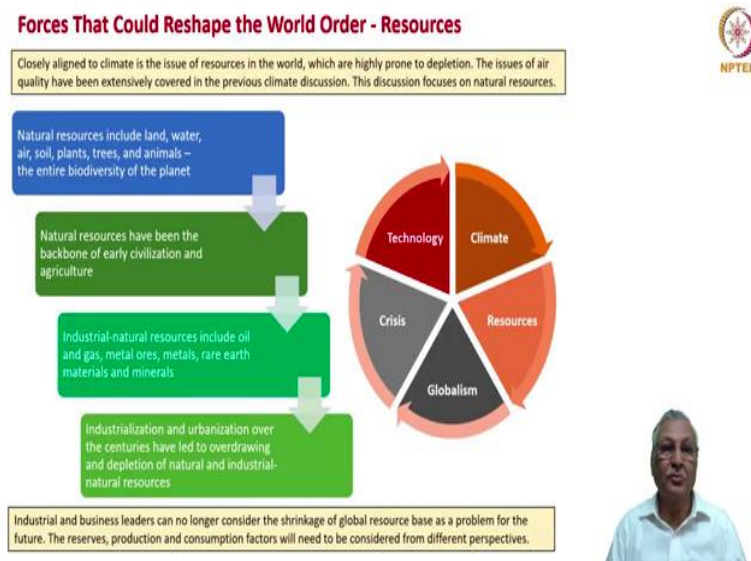 Forces That Could Reshape the World Order - Resources
Closely aligned to climate is the issue of resources in the world, which are highly prone to depletion. The issues of air
quality have been extensively covered in the previous climate discussion. This discussion focuses on natural resources.
NPTEL
Natural resources include land, water,
air, soil, plants, trees, and animals –
the entire biodiversity of the planet
Natural resources have been the
backbone of early civilization and
agriculture
Industrial-natural resources include oil
and gas, metal ores, metals, rare earth
materials and minerals
Industrialization and urbanization over
the centuries have led to overdrawing
and depletion of natural and industrial-
natural resources
Technology
Climate
Crisis
Resources
Globalism
Industrial and business leaders can no longer consider the shrinkage of global resource base as a problem for the
future. The reserves, production and consumption factors will need to be considered from different perspectives.